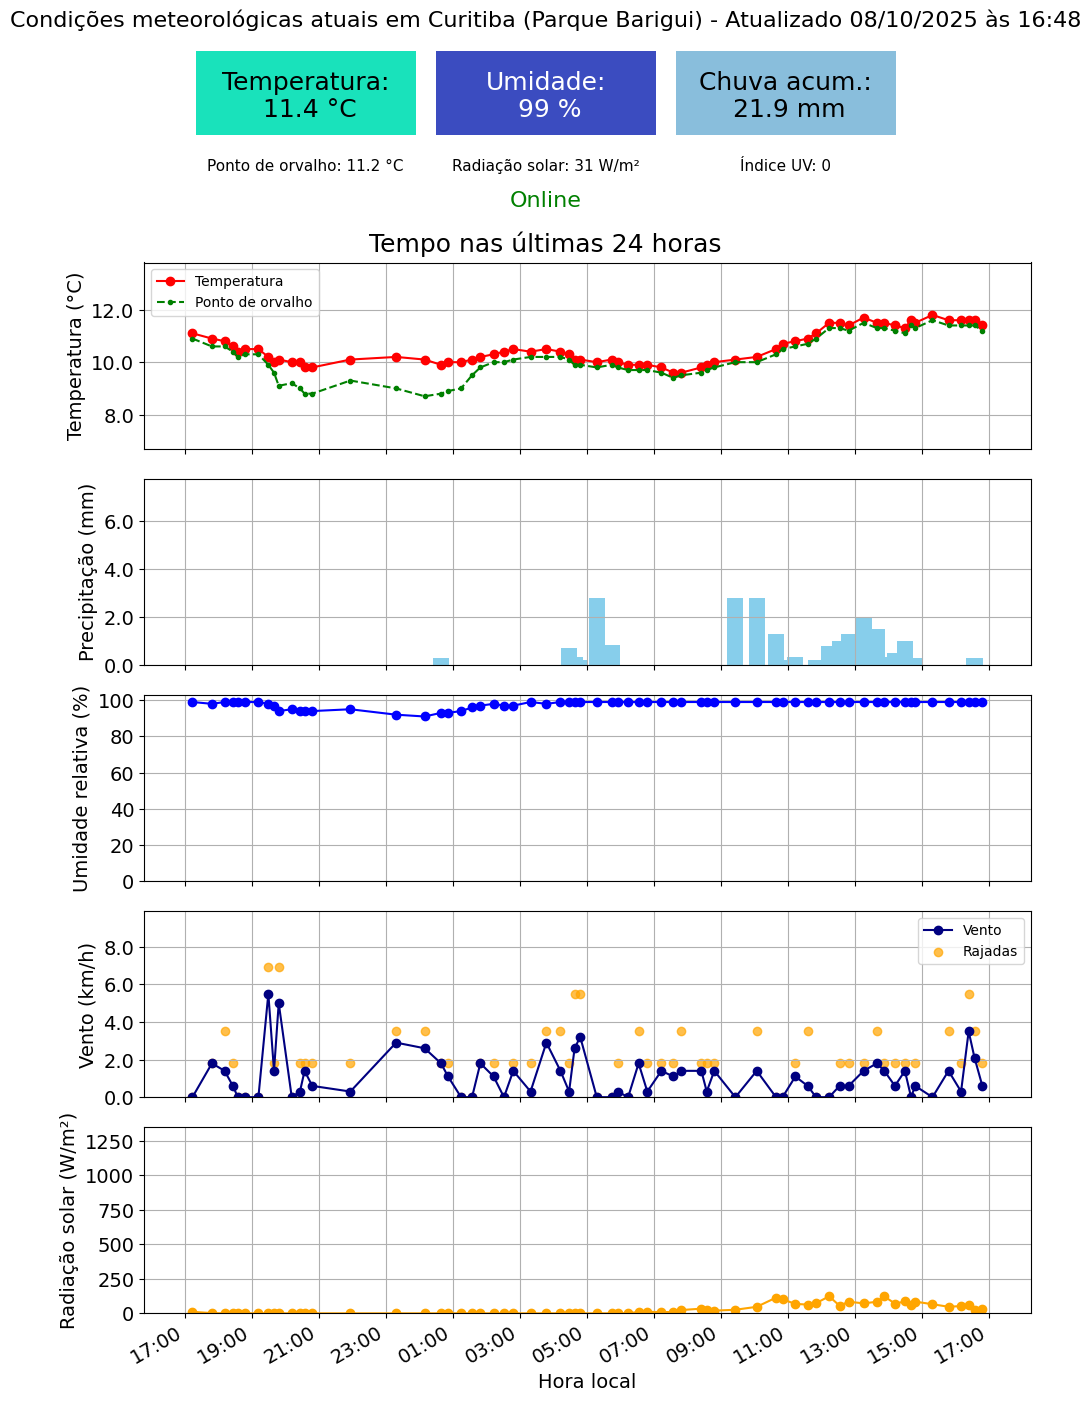 Condições meteorológicas atuais em Curitiba (Parque Barigui) - Atualizado 08/10/2025 às 16:48
Temperatura:
11.4 °C
Umidade:
99 %
Chuva acum.:
21.9 mm
Ponto de orvalho: 11.2 °C
Radiação solar: 31 W/m²
Índice UV: 0
Online
Tempo nas últimas 24 horas
Temperatura (°C)
12.0
10.0
8.0
Temperatura
Ponto de orvalho
Precipitação (mm)
6.0
4.0
2.0
0.0
Umidade relativa (%)
100
80
60
40
20
0
Vento (km/h)
8.0
6.0
4.0
2.0
0.0
Vento
Rajadas
Radiação solar (W/m²)
1250
1000
750
500
250
0
17:00
19:00
21:00
23:00
01:00
03:00
05:00
07:00
09:00
11:00
13:00
15:00
17:00
Hora local